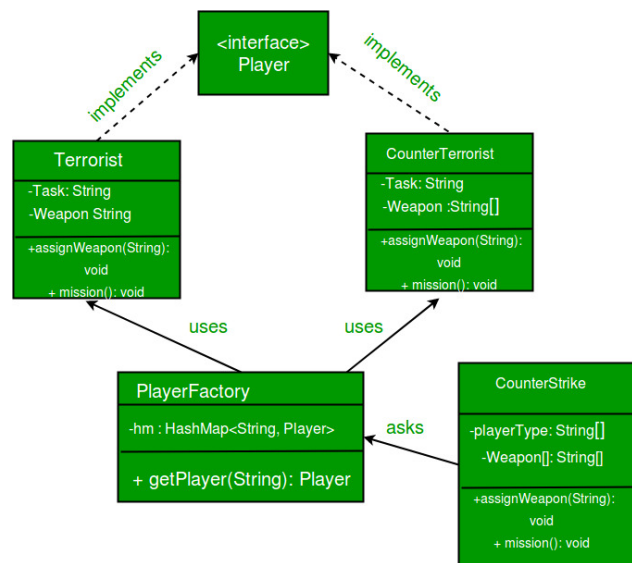 <interface>
Player
implements
implements
Terrorist
-Task: String
-Weapon String
+assignWeapon(String):
void
+ mission(): void
CounterTerrorist
-Task: String
-Weapon :String[]
+assignWeapon(String):
void
+ mission(): void
uses
uses
PlayerFactory
-hm : HashMap<String, Player>
+ getPlayer(String): Player
asks
CounterStrike
-playerType: String[]
-Weapon[]: String[]
+assignWeapon(String):
void
+ mission(): void